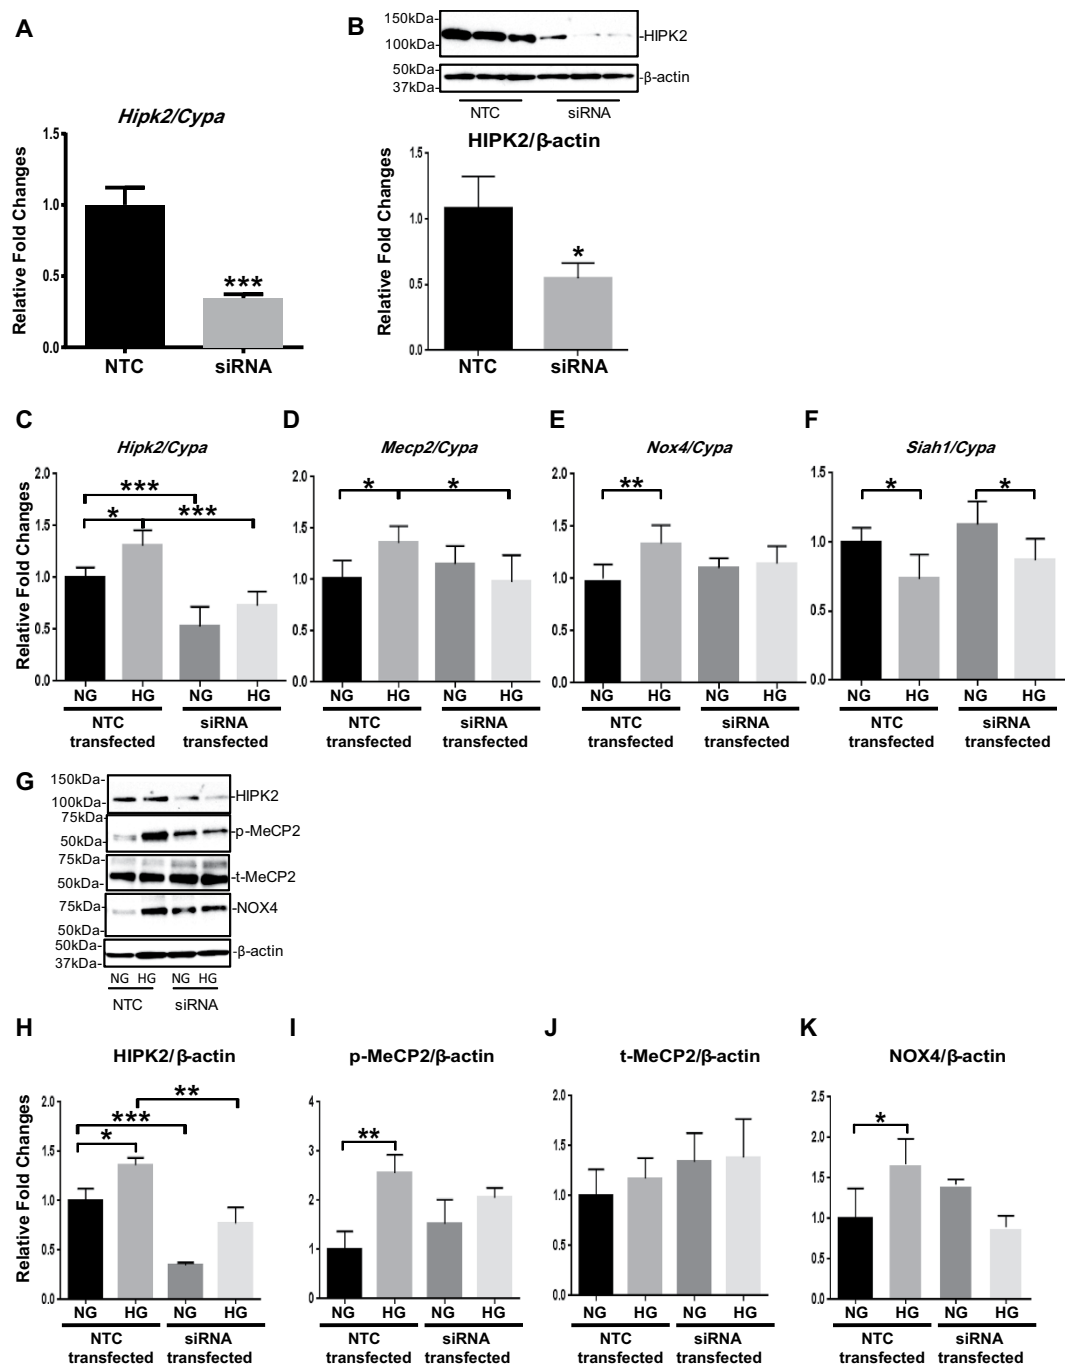 A
Hipk2/Cypa
Relative Fold Changes
1.5
1.0
0.5
0.0
***
NTC siRNA
B
150kDa-
100kDa-
-HIPK2
50kDa-
37kDa-
-β-actin
NTC siRNA
HIPK2/β-actin
Relative Fold Changes
1.5
1.0
0.5
0.0
*
NTC siRNA
C
Hipk2/Cypa
Relative Fold Changes
2.0
1.5
1.0
0.5
0.0
***
* ***
NG HG NG HG
NTC siRNA
transfected transfected
D
Mecp2/Cypa
2.0
1.5
1.0
0.5
0.0
* *
NG HG NG HG
NTC siRNA
transfected transfected
E
Nox4/Cypa
2.0
1.5
1.0
0.5
0.0
**
NG HG NG HG
NTC siRNA
transfected transfected
F
Siah1/Cypa
1.5
1.0
0.5
0.0
* *
NG HG NG HG
NTC siRNA
transfected transfected
G
150kDa-
100kDa-
-HIPK2
75kDa-
50kDa-
-p-MeCP2
75kDa-
50kDa-
-t-MeCP2
75kDa-
50kDa-
-NOX4
50kDa-
37kDa-
-β-actin
NG HG NG HG
NTC siRNA
H
HIPK2/β-actin
Relative Fold Changes
2.0
1.5
1.0
0.5
0.0
**
***
*
NG HG NG HG
NTC siRNA
transfected transfected
I
p-MeCP2/β-actin
4
3
2
1
0
**
NG HG NG HG
NTC siRNA
transfected transfected
J
t-MeCP2/β-actin
2.0
1.5
1.0
0.5
0.0
NG HG NG HG
NTC siRNA
transfected transfected
K
NOX4/β-actin
2.5
2.0
1.5
1.0
0.5
0.0
*
NG HG NG HG
NTC siRNA
transfected transfected